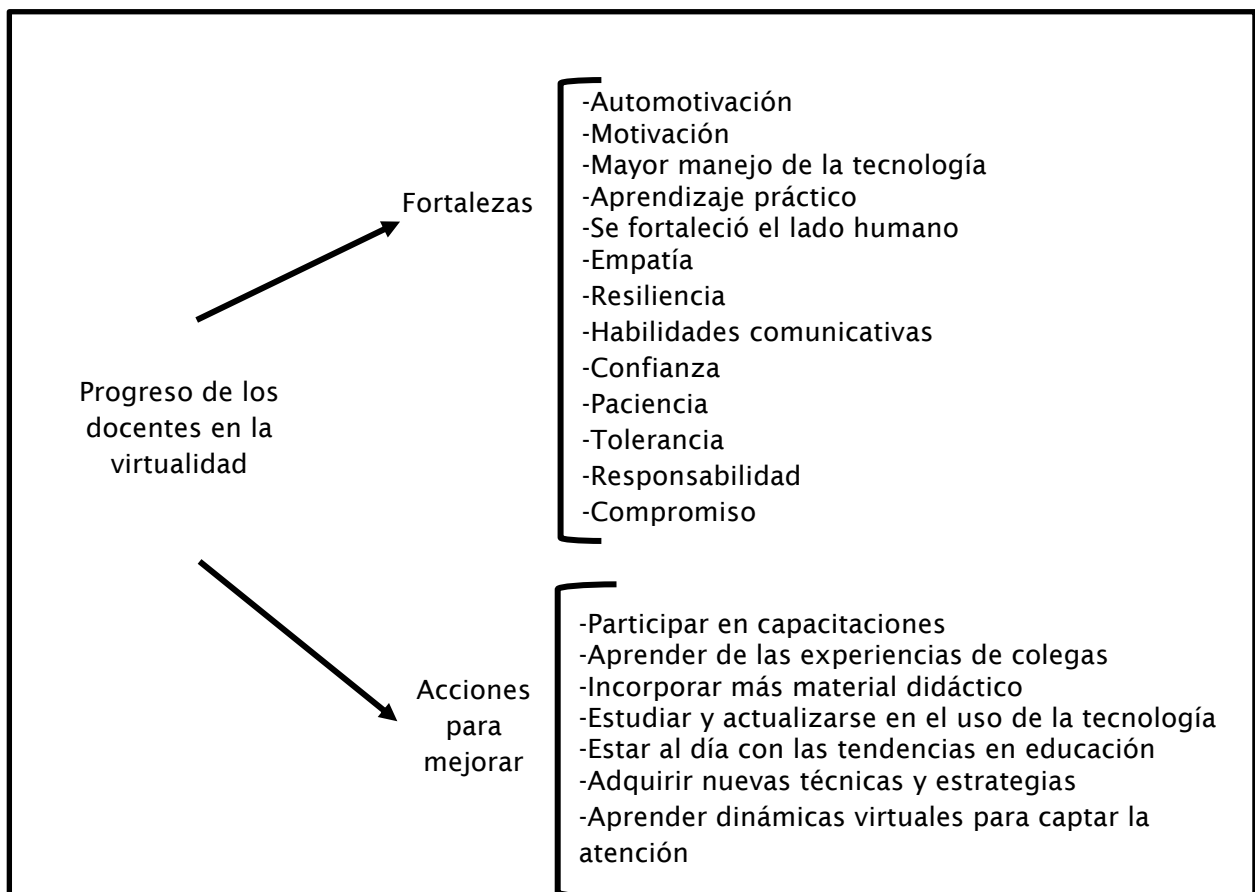 Progreso de los
docentes en la
virtualidad
Fortalezas
-Automotivación
-Motivación
-Mayor manejo de la tecnología
-Aprendizaje práctico
-Se fortaleció el lado humano
-Empatía
-Resiliencia
-Habilidades comunicativas
-Confianza
-Paciencia
-Tolerancia
-Responsabilidad
-Compromiso
Acciones
para
mejorar
-Participar en capacitaciones
-Aprender de las experiencias de colegas
-Incorporar más material didáctico
-Estudiar y actualizarse en el uso de la tecnología
-Estar al día con las tendencias en educación
-Adquirir nuevas técnicas y estrategias
-Aprender dinámicas virtuales para captar la
atención